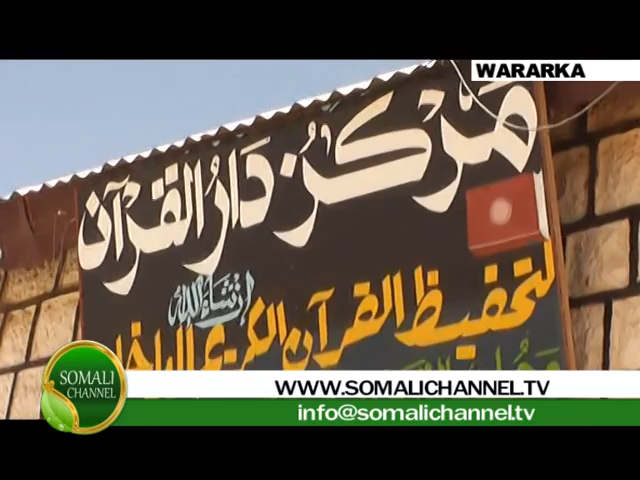 WARARKA
مركز دار القرآن
إن شاء الله
لتحفيظ القرآن الكريم
SOMALI
CHANNEL
WWW.SOMALICHANNEL.TV
info@somalichannel.tv